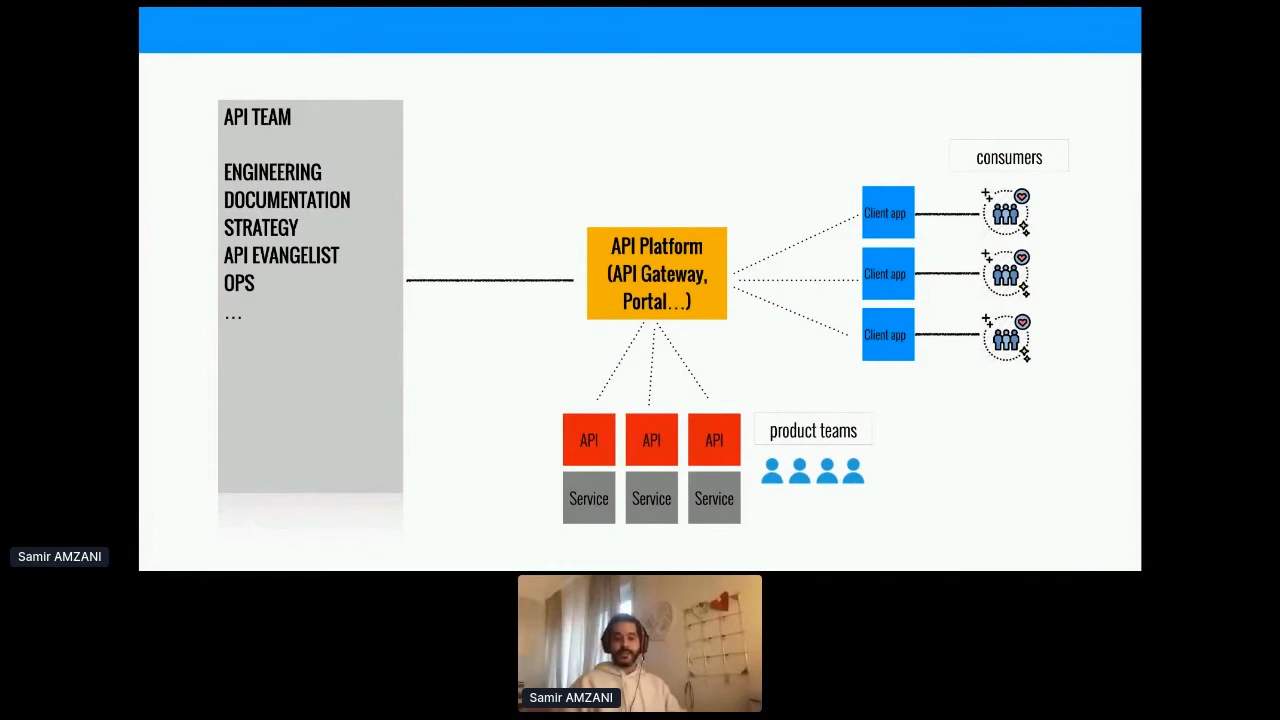 API TEAM
ENGINEERING
DOCUMENTATION
STRATEGY
API EVANGELIST
OPS
...
API Platform
(API Gateway,
Portal...)
consumers
Client app
Client app
Client app
API
API
API
product teams
Service
Service
Service
Samir AMZANI
Samir AMZANI